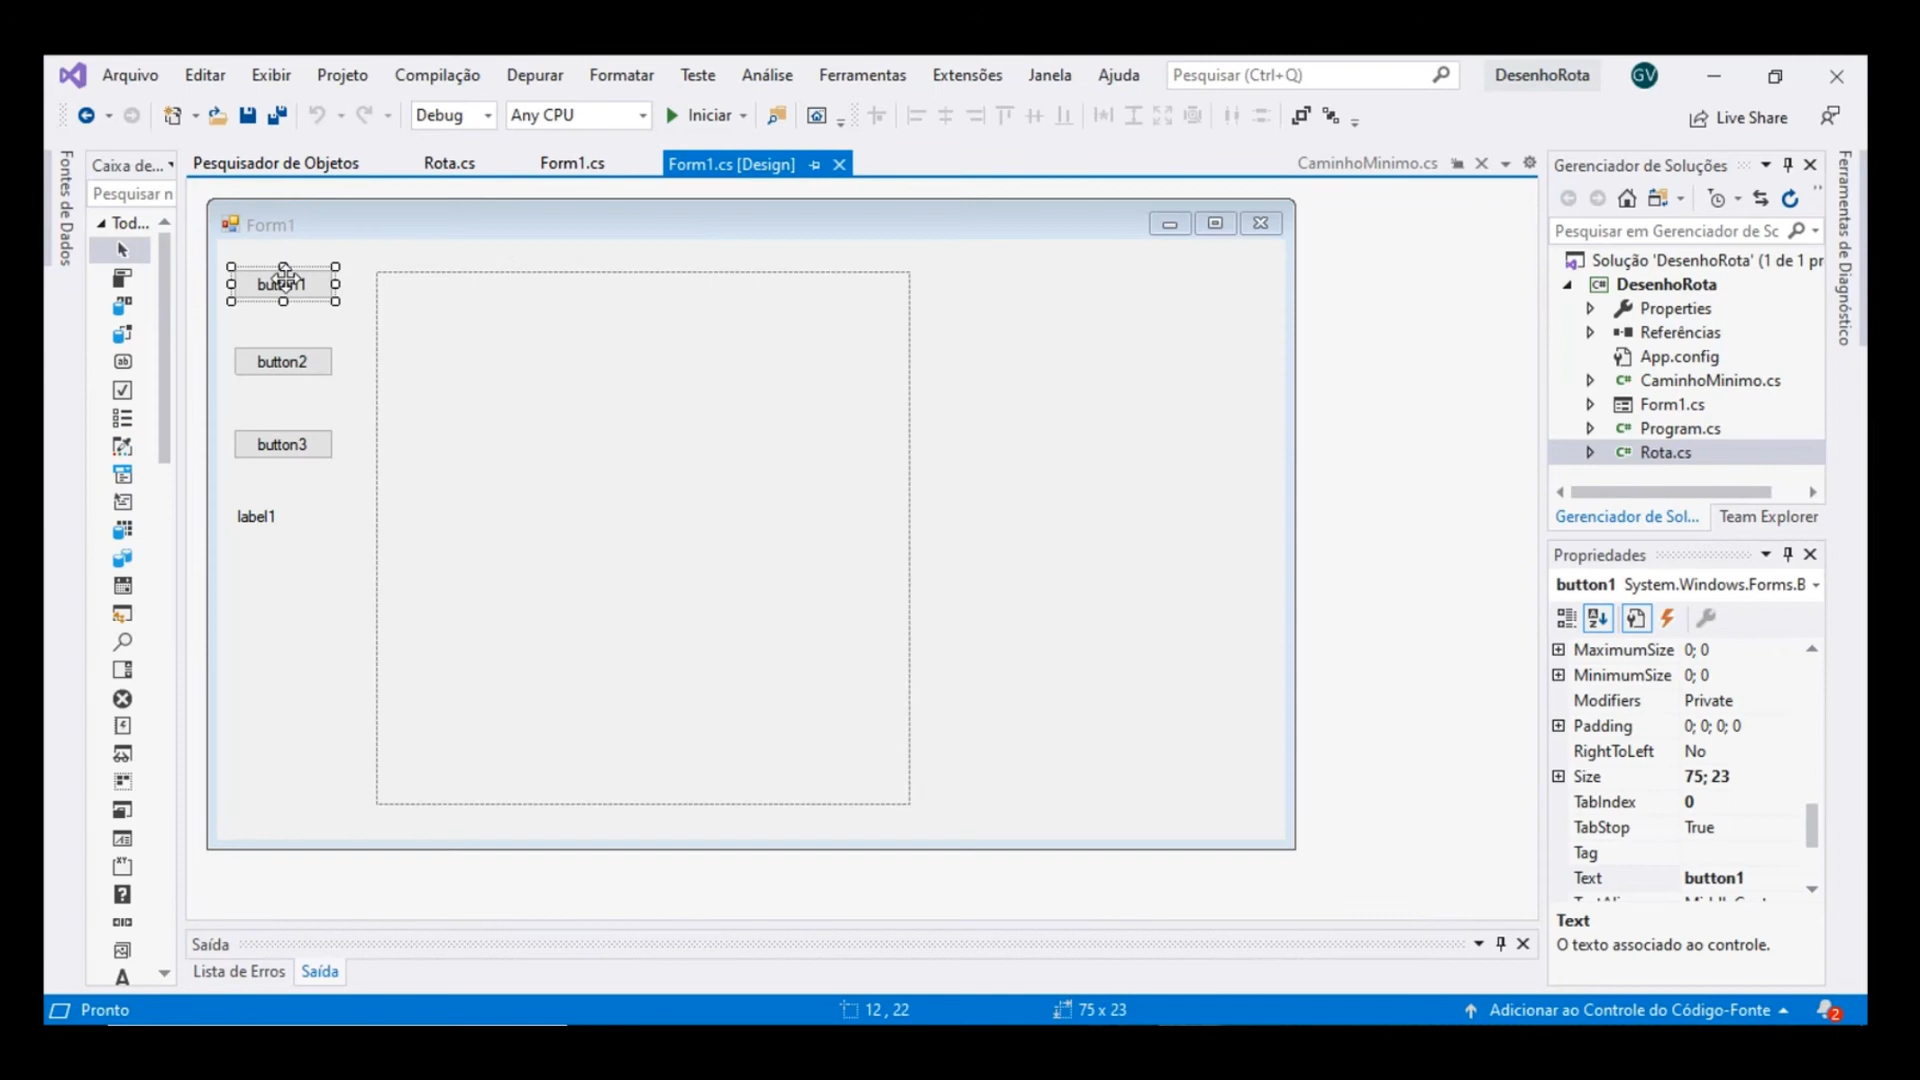 Arquivo Editar Exibir Projeto Compilação Depurar Formatar Teste Análise Ferramentas Extensões Janela Ajuda Pesquisar (Ctrl+Q) DesenhoRota GV
Debug Any CPU Iniciar Live Share
Fontes de Dados
Caixa de...
Pesquisar n
Tod...
Pesquisador de Objetos Rota.cs Form1.cs Form1.cs [Design] CaminhoMinimo.cs
Form1
button1
button2
button3
label1
Gerenciador de Soluções
Pesquisar em Gerenciador de Sc
Solução 'DesenhoRota' (1 de 1 pr
DesenhoRota
Properties
Referências
App.config
CaminhoMinimo.cs
Form1.cs
Program.cs
Rota.cs
Gerenciador de Sol... Team Explorer
Ferramentas de Diagnóstico
Propriedades
button1 System.Windows.Forms.B
MaximumSize 0; 0
MinimumSize 0; 0
Modifiers Private
Padding 0; 0; 0; 0
RightToLeft No
Size 75; 23
TabIndex 0
TabStop True
Tag
Text button1
Text
O texto associado ao controle.
Saída
Lista de Erros Saída
Pronto 12 , 22 75 x 23 Adicionar ao Controle do Código-Fonte 2